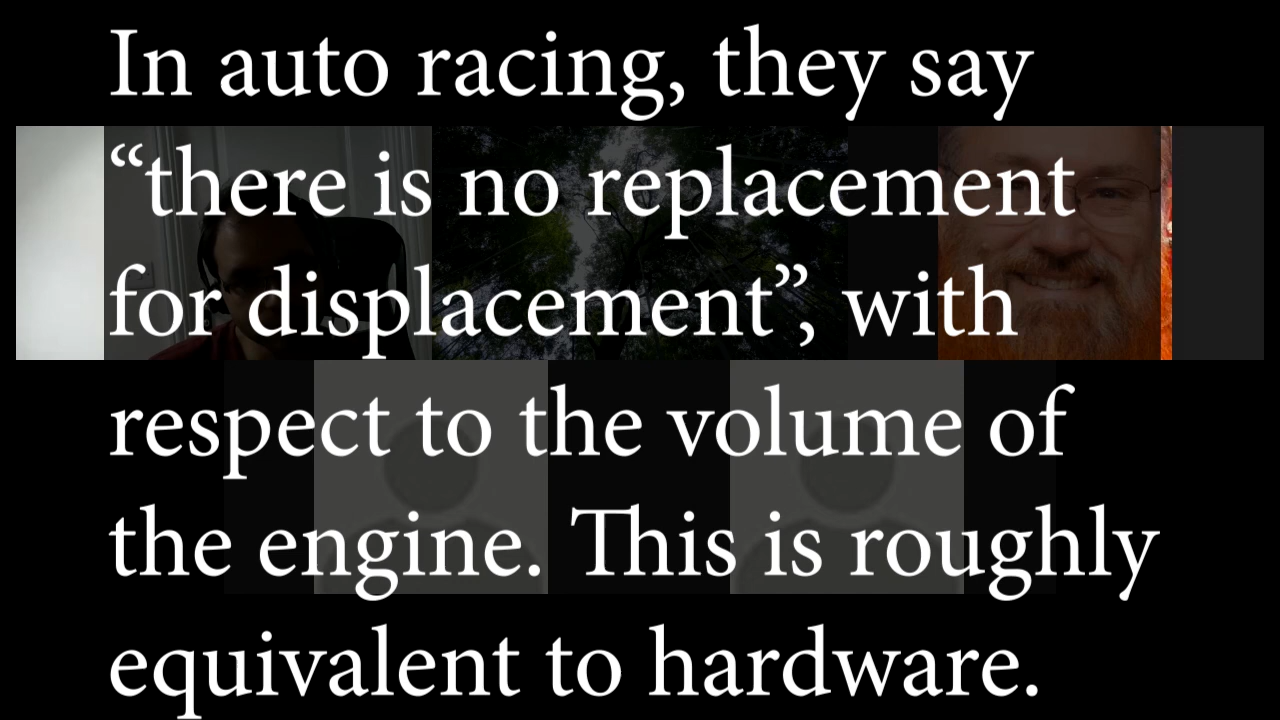 In auto racing, they say
“there is no replacement
for displacement”, with
respect to the volume of
the engine. This is roughly
equivalent to hardware.